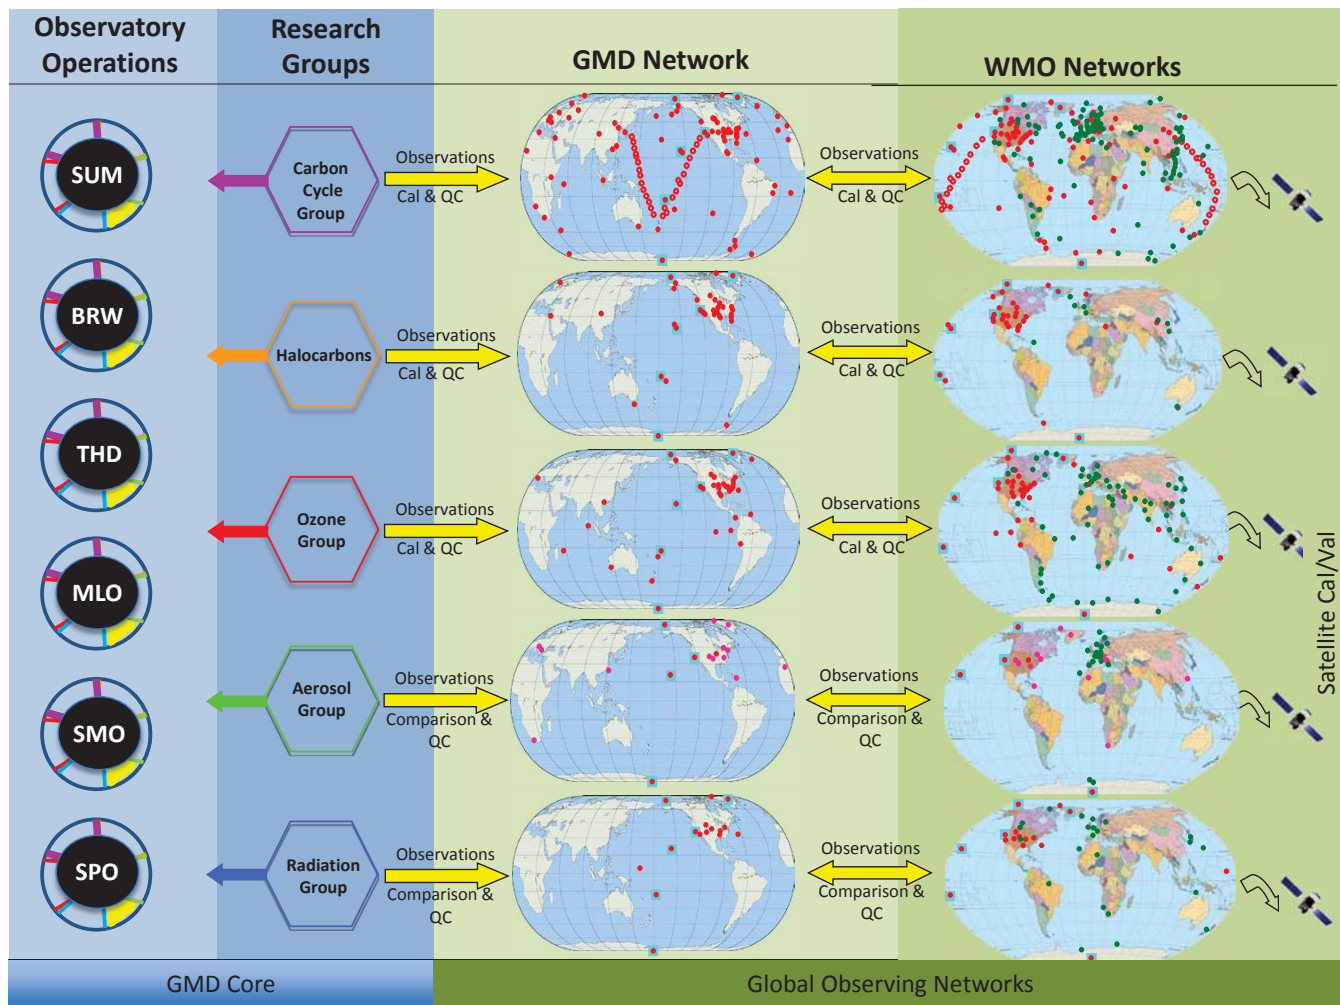 Observatory
Operations
Research
Groups
GMD Network
WMO Networks
SUM
BRW
THD
MLO
SMO
SPO
Carbon
Cycle
Group
Observations
Cal & QC
Observations
Cal & QC
Halocarbons
Observations
Cal & QC
Observations
Cal & QC
Ozone
Group
Observations
Cal & QC
Observations
Cal & QC
Aerosol
Group
Observations
Comparison &
QC
Observations
Comparison &
QC
Radiation
Group
Observations
Comparison &
QC
Observations
Comparison &
QC
Satellite Cal/Val
GMD Core
Global Observing Networks